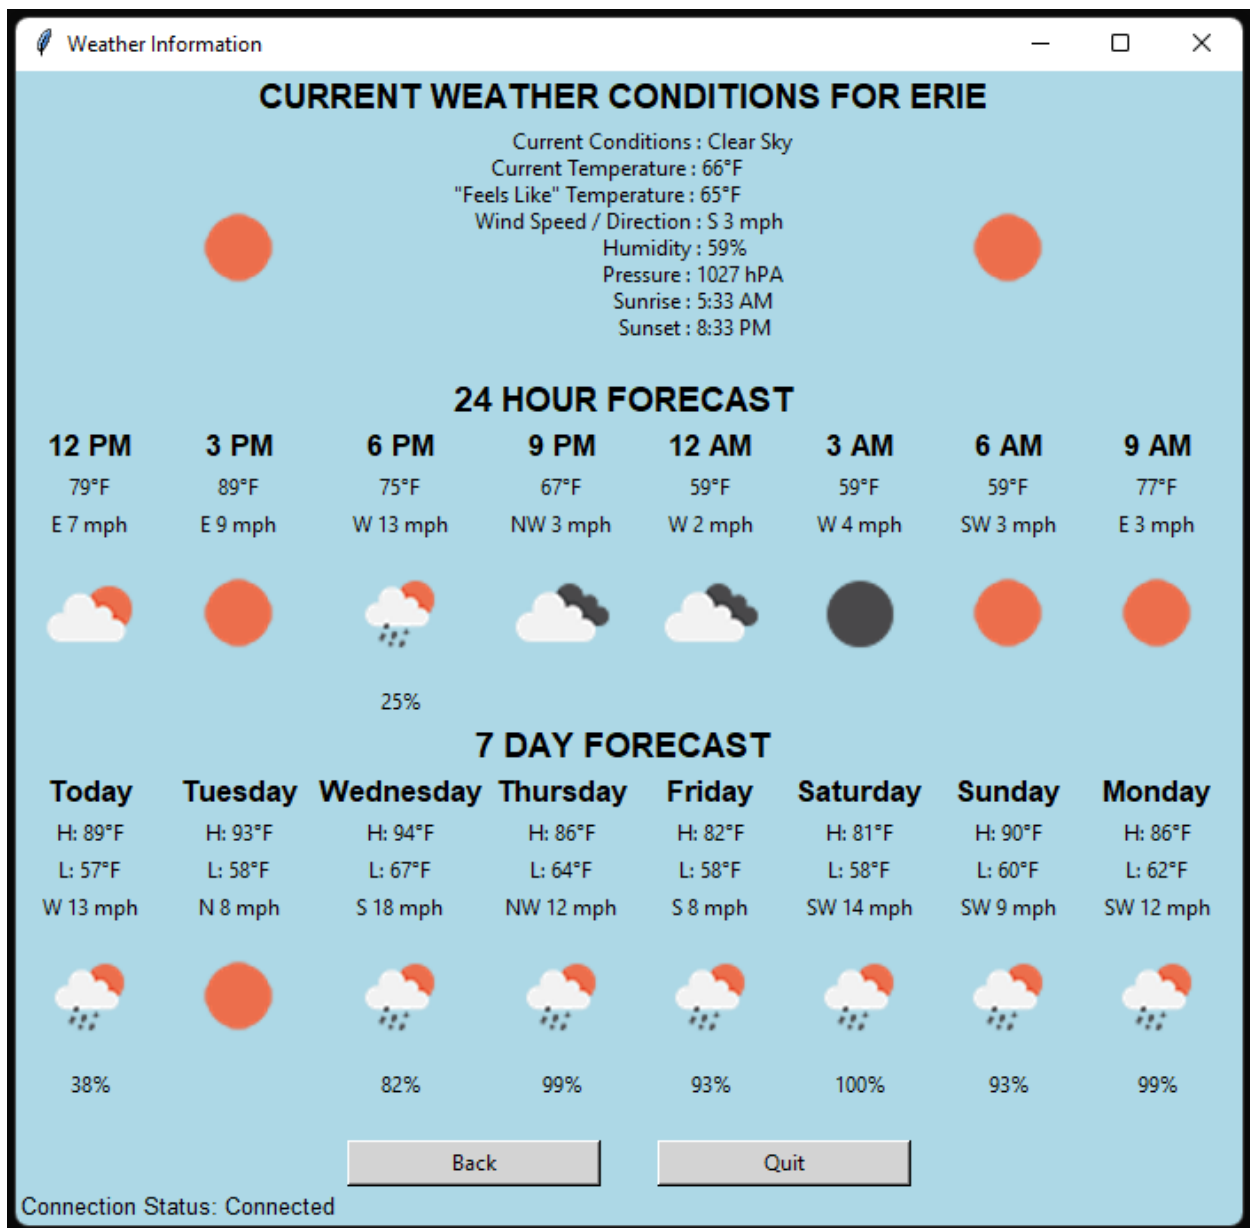 Weather Information
CURRENT WEATHER CONDITIONS FOR ERIE
Current Conditions : Clear Sky
Current Temperature : 66°F
"Feels Like" Temperature : 65°F
Wind Speed / Direction : S 3 mph
Humidity : 59%
Pressure : 1027 hPA
Sunrise : 5:33 AM
Sunset : 8:33 PM
24 HOUR FORECAST
12 PM 3 PM 6 PM 9 PM 12 AM 3 AM 6 AM 9 AM
79°F 89°F 75°F 67°F 59°F 59°F 59°F 77°F
E 7 mph E 9 mph W 13 mph NW 3 mph W 2 mph W 4 mph SW 3 mph E 3 mph
25%
7 DAY FORECAST
Today Tuesday Wednesday Thursday Friday Saturday Sunday Monday
H: 89°F H: 93°F H: 94°F H: 86°F H: 82°F H: 81°F H: 90°F H: 86°F
L: 57°F L: 58°F L: 67°F L: 64°F L: 58°F L: 58°F L: 60°F L: 62°F
W 13 mph N 8 mph S 18 mph NW 12 mph S 8 mph SW 14 mph SW 9 mph SW 12 mph
38% 82% 99% 93% 100% 93% 99%
Back Quit
Connection Status: Connected